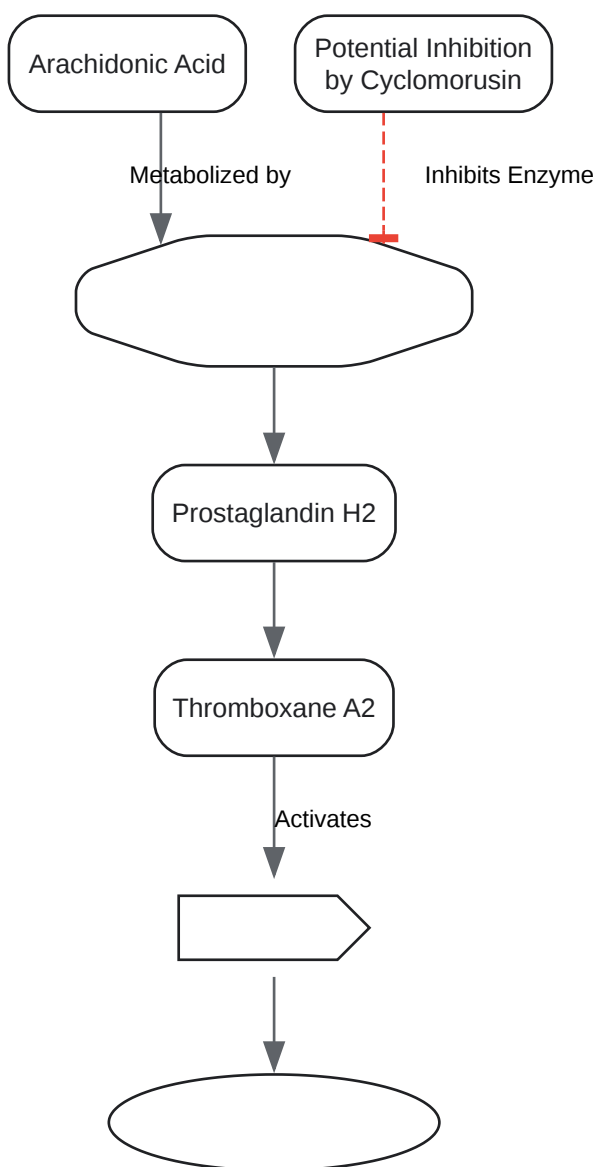 Arachidonic Acid
Potential Inhibition
by Cyclomorusin
Metabolized by
Inhibits Enzyme
Prostaglandin H2
Thromboxane A2
Activates